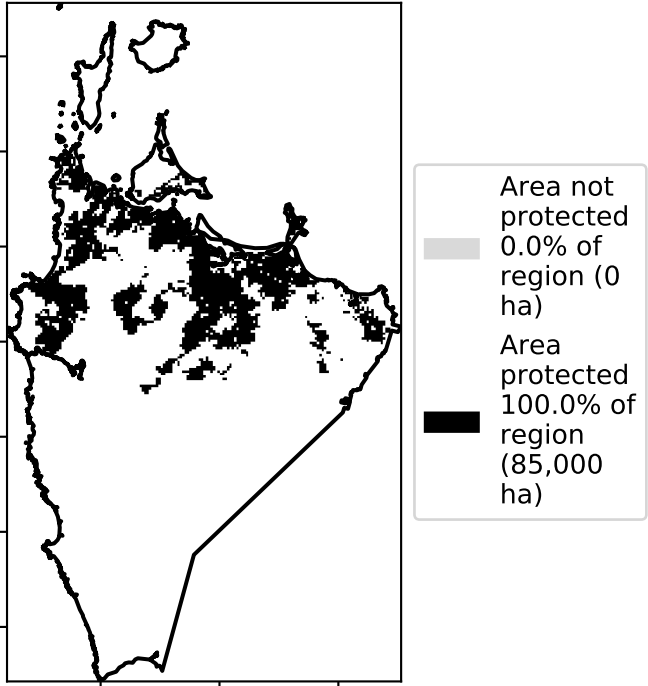 Area not
protected
0.0% of
region (0
ha)
Area
protected
100.0% of
region
(85,000
ha)